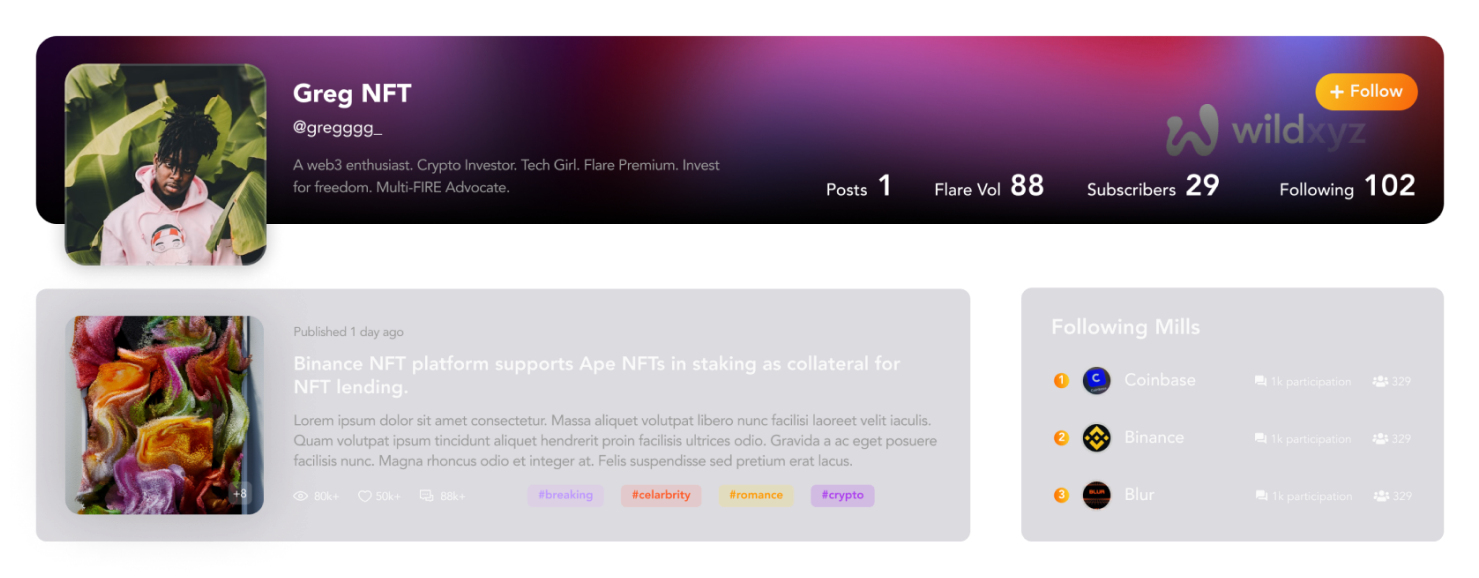 Greg NFT
@gregggg_
A web3 enthusiast. Crypto Investor. Tech Girl. Flare Premium. Invest
for freedom. Multi-FIRE Advocate.
+ Follow
wildxyz
Posts 1 Flare Vol 88 Subscribers 29 Following 102
Published 1 day ago
Binance NFT platform supports Ape NFTs in staking as collateral for
NFT lending.
Lorem ipsum dolor sit amet consectetur. Massa aliquet volutpat libero nunc facilisi laoreet velit iaculis.
Quam volutpat ipsum tincidunt aliquet hendrerit proin facilisis ultrices odio. Gravida a ac eget posuere
facilisis nunc. Magna rhoncus odio et integer at. Felis suspendisse sed pretium erat lacus.
+8
80k+ 50k+ 88k+ #breaking #celarbrity #romance #crypto
Following Mills
1 C Coinbase 1k participation 329
2 Binance 1k participation 329
3 BLUR Blur 1k participation 329